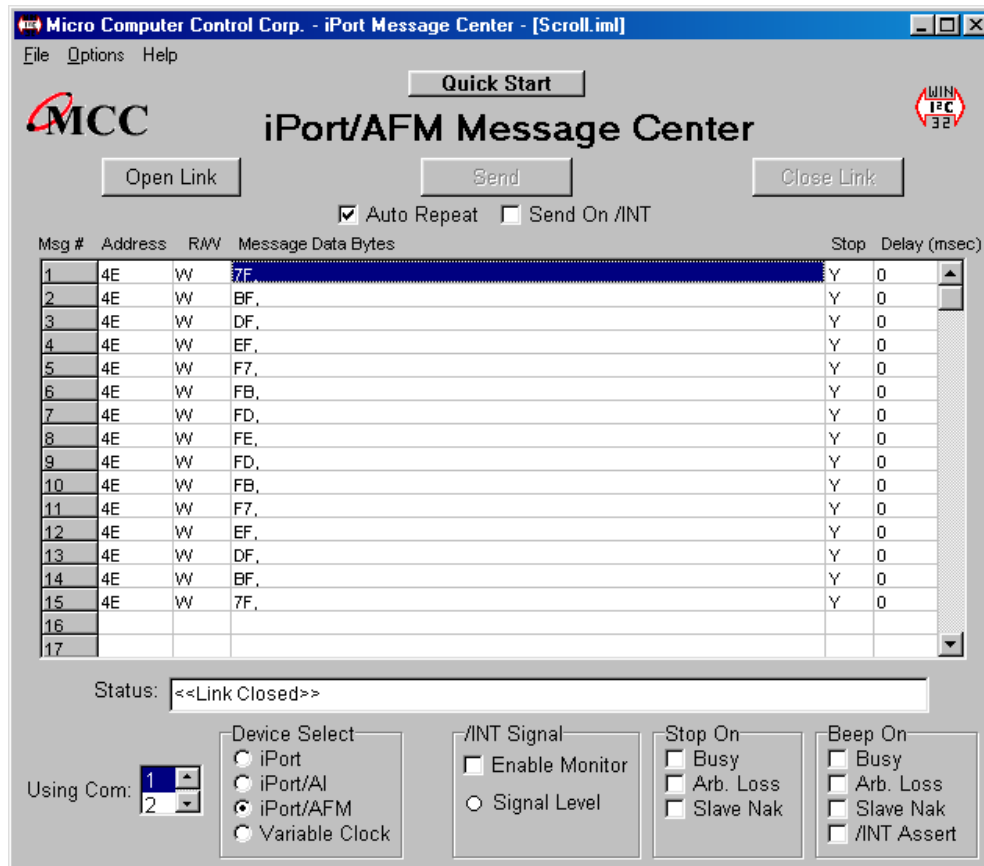 Micro Computer Control Corp. - iPort Message Center - [Scroll.iml]
File Options Help
Quick Start
MCC
iPort/AFM Message Center
WIN
I²C
32
Open Link Send Close Link
Auto Repeat Send On /INT
Msg # Address R/W Message Data Bytes Stop Delay (msec)
1 4E W 7F, Y 0
2 4E W BF, Y 0
3 4E W DF, Y 0
4 4E W EF, Y 0
5 4E W F7, Y 0
6 4E W FB, Y 0
7 4E W FD, Y 0
8 4E W FE, Y 0
9 4E W FD, Y 0
10 4E W FB, Y 0
11 4E W F7, Y 0
12 4E W EF, Y 0
13 4E W DF, Y 0
14 4E W BF, Y 0
15 4E W 7F, Y 0
16
17
Status: <<Link Closed>>
Using Com: 1
2
Device Select
iPort
iPort/AI
iPort/AFM
Variable Clock
/INT Signal
Enable Monitor
Signal Level
Stop On
Busy
Arb. Loss
Slave Nak
Beep On
Busy
Arb. Loss
Slave Nak
/INT Assert